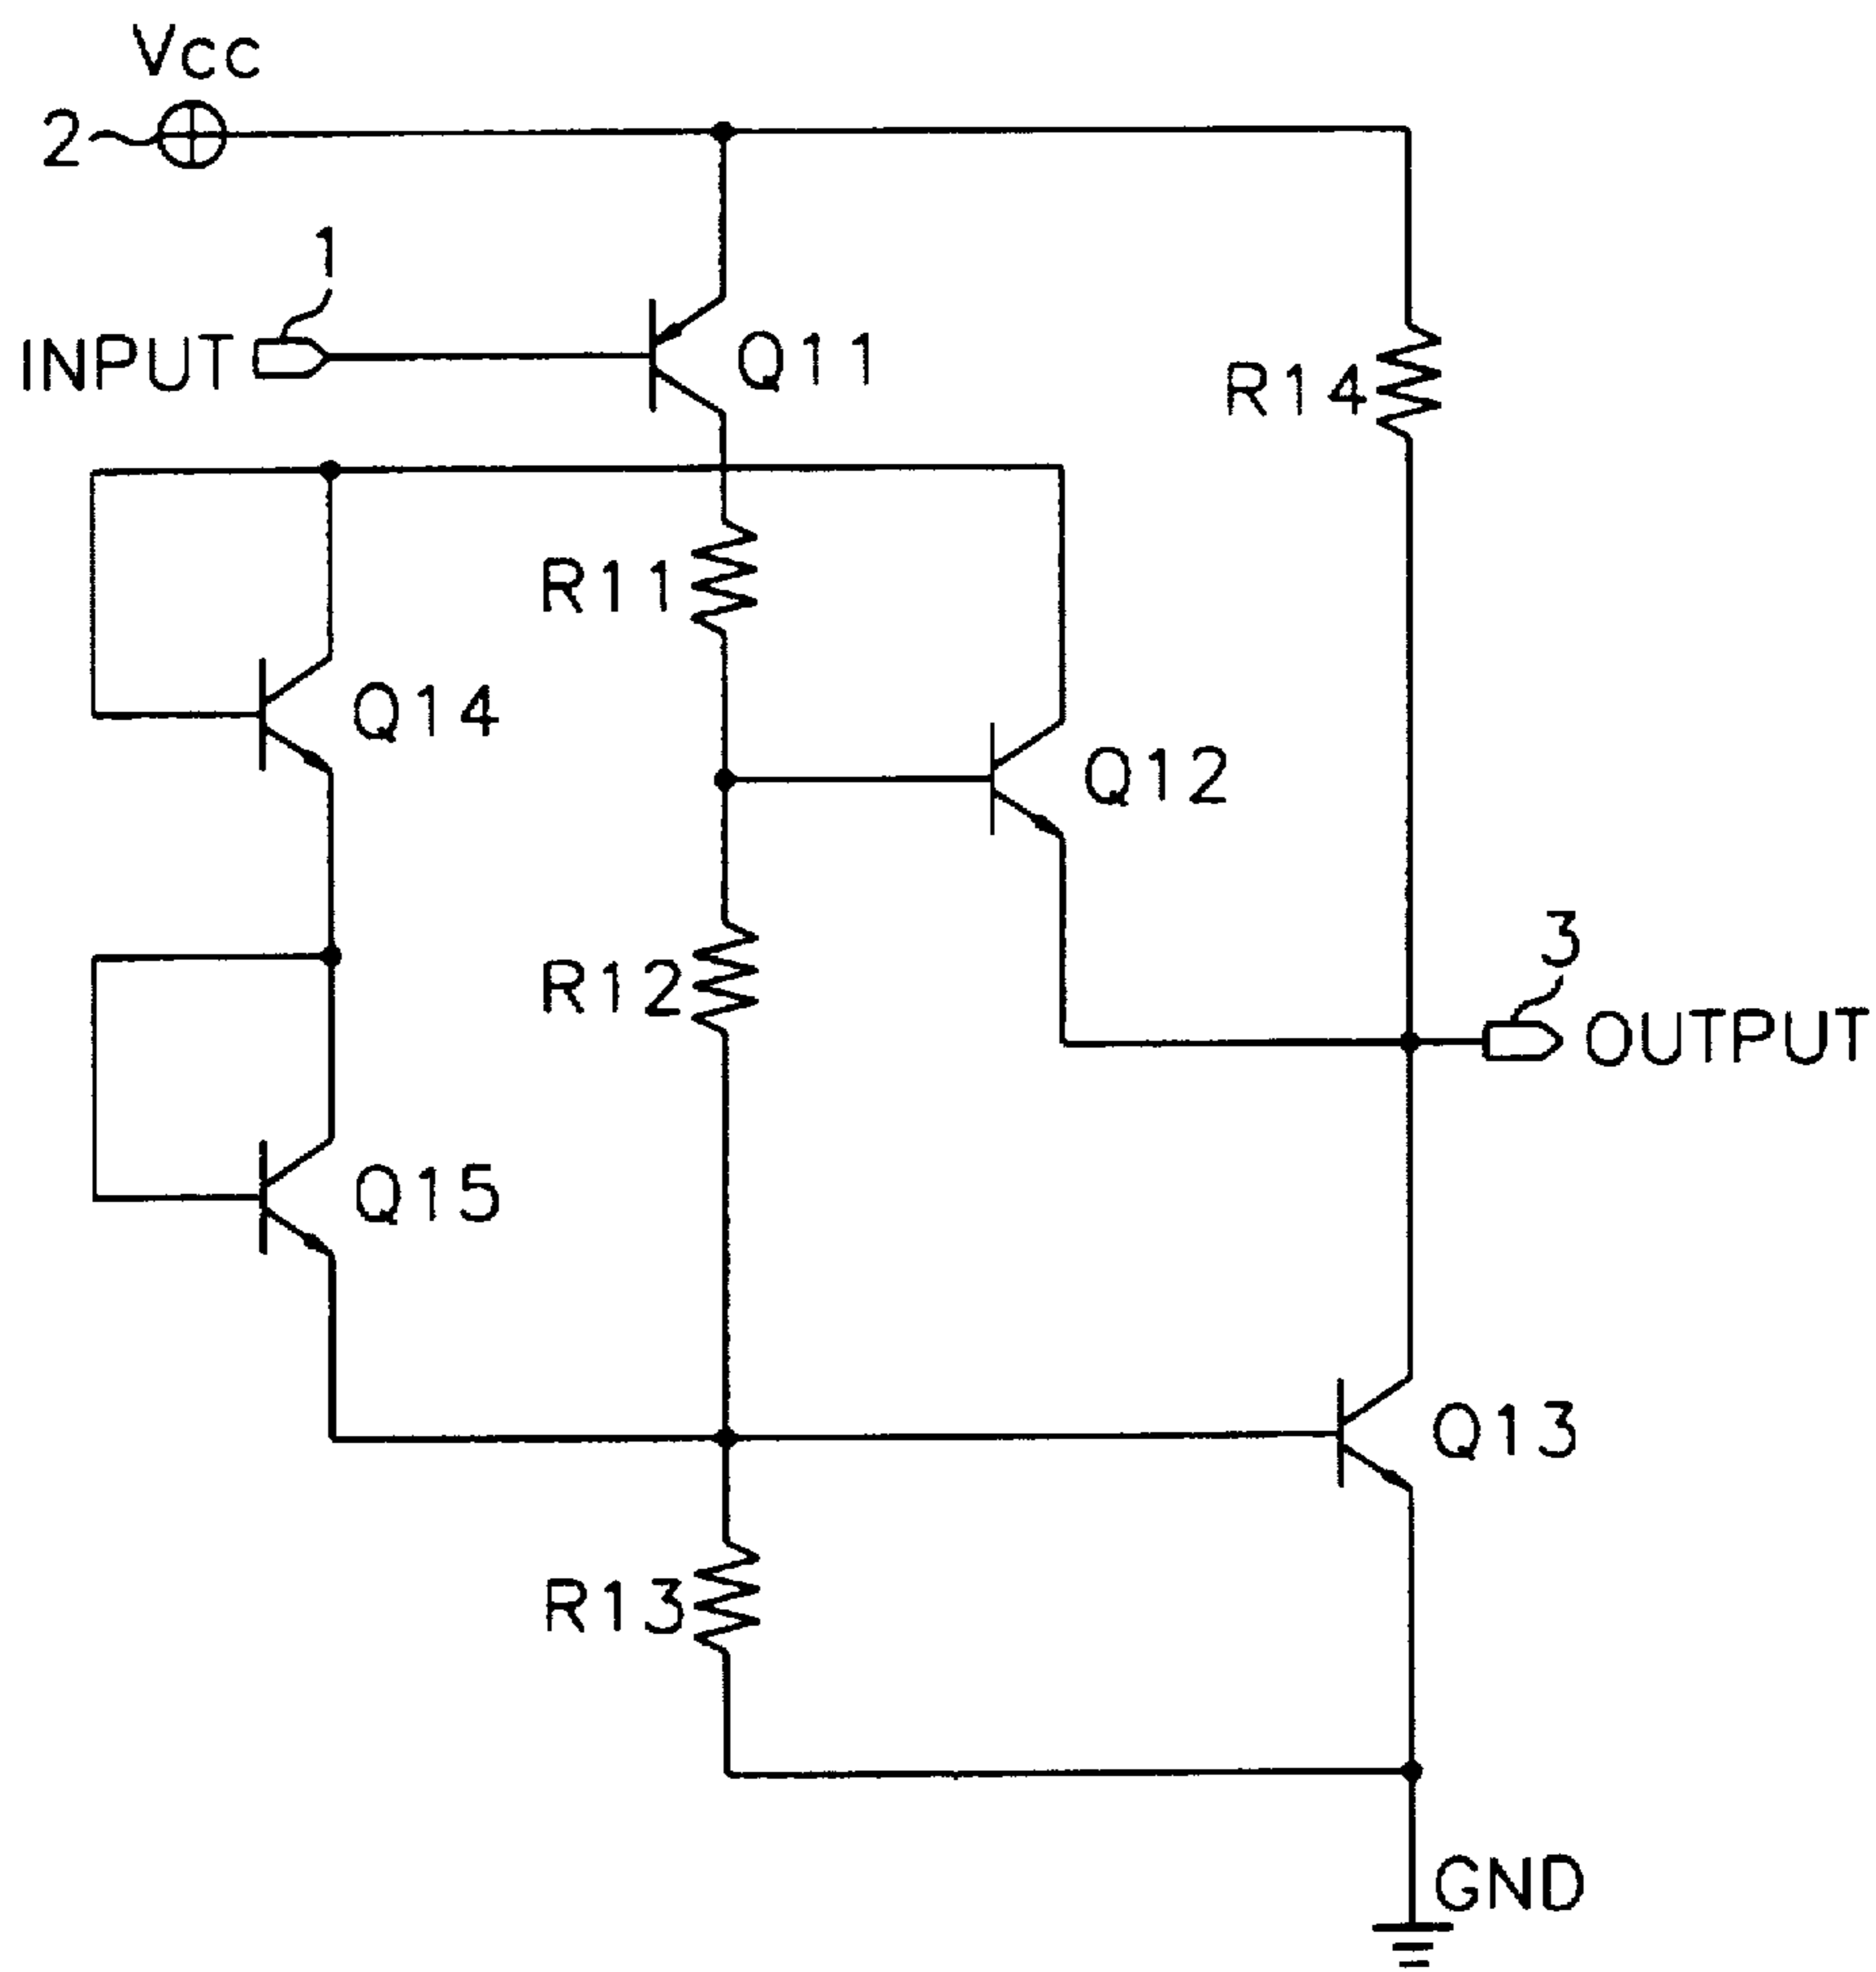 Vcc
2
1
INPUT
Q11
R14
R11
Q14
Q12
3
R12
OUTPUT
Q15
Q13
R13
GND